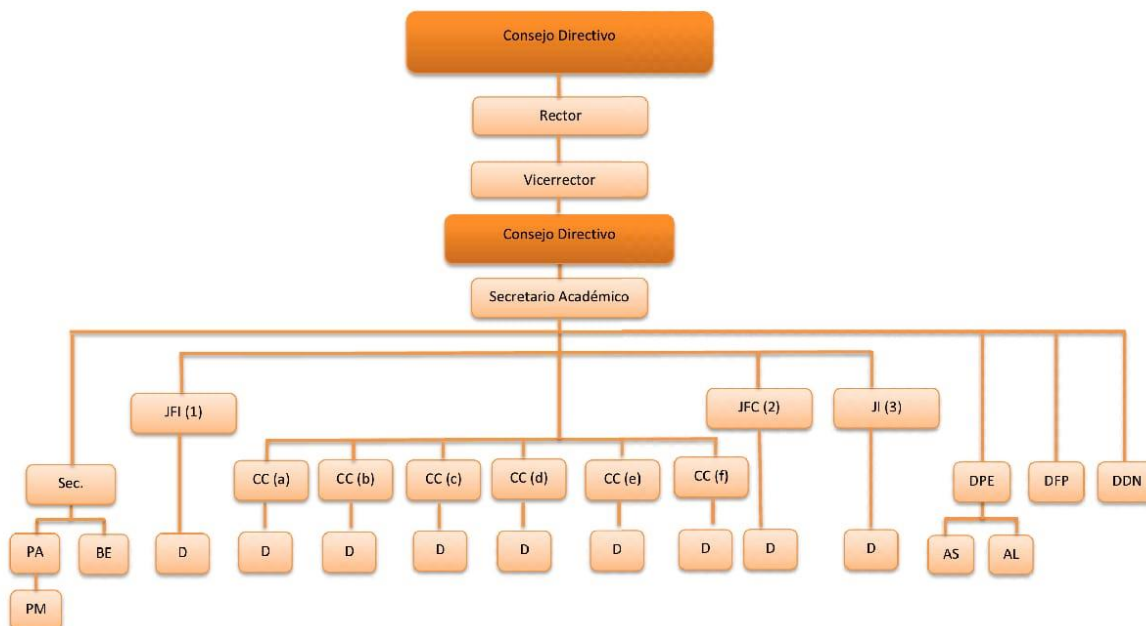 Consejo Directivo
Rector
Vicerrector
Consejo Directivo
Secretario Académico
JFI (1)
JFC (2)
JI (3)
Sec.
CC (a)
CC (b)
CC (c)
CC (d)
CC (e)
CC (f)
DPE
DFP
DDN
PA
BE
D
D
D
D
D
D
D
D
D
AS
AL
PM